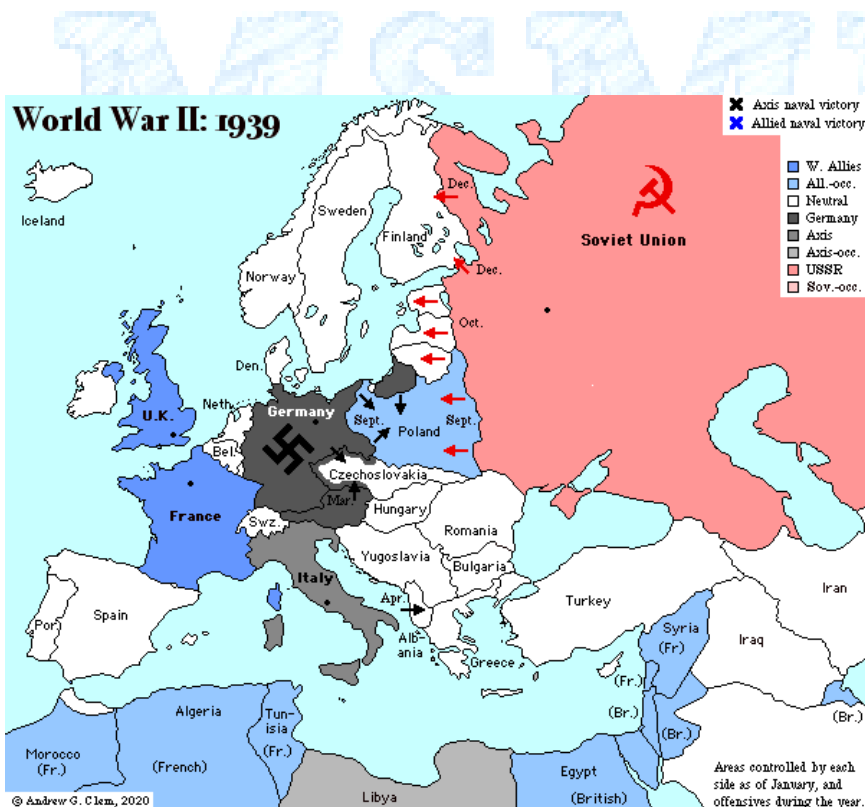 MSM
World War II: 1939
Axis naval victory
Allied naval victory
W. Allies
All.-occ.
Neutral
Germany
Axis
Axis-occ.
USSR
Sov.-occ.
Iceland
Sweden
Finland
Norway
Dec.
Dec.
Soviet Union
Oct.
Den.
Neth.
U.K.
Bel.
Germany
Sept.
Poland
Sept.
Czechoslovakia
Mar.
France
Swz.
Hungary
Romania
Yugoslavia
Bulgaria
Italy
Apr.
Alb-
ania
Greece
Turkey
Por.
Spain
Syria
(Fr)
Iraq
Iran
(Fr.)
(Br.)
(Br.)
(Br.)
Morocco
(Fr.)
Algeria
(French)
Tun-
isia
(Fr.)
Libya
Egypt
(British)
Areas controlled by each
side as of January, and
offensives during the year.
© Andrew G. Clem, 2020